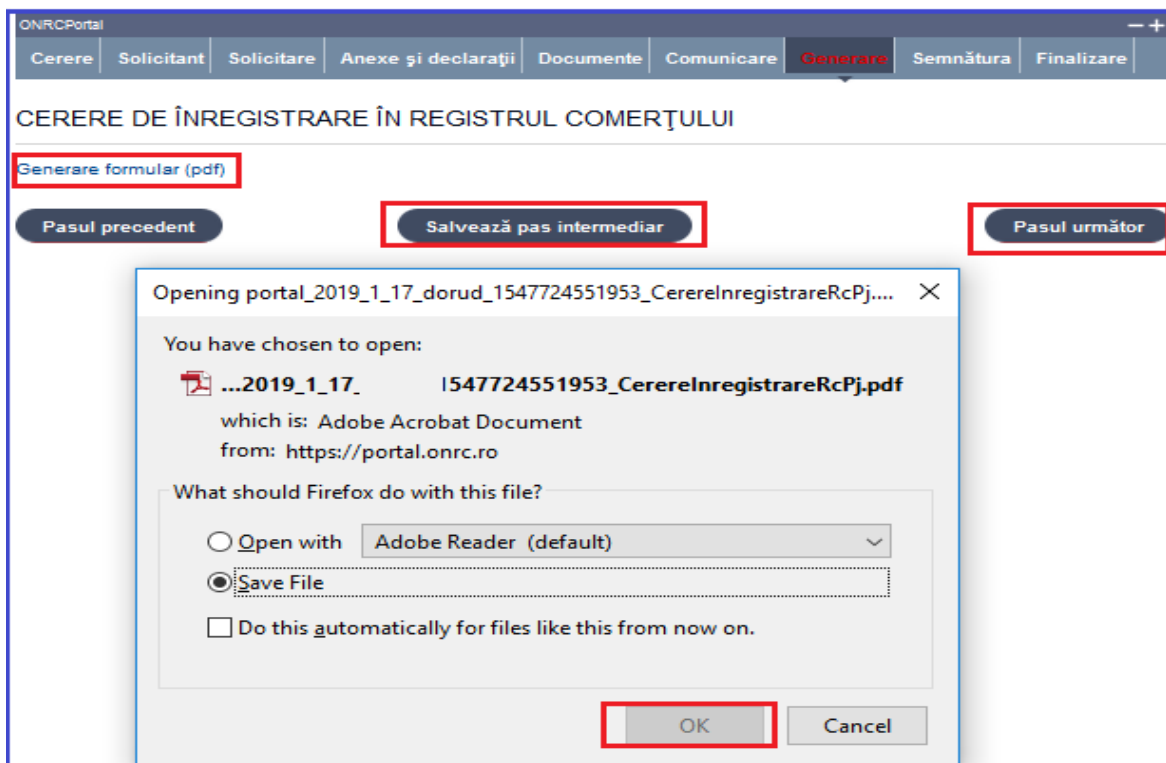 ONRCPortal
Cerere Solicitant Solicitare Anexe şi declaraţii Documente Comunicare Generare Semnătura Finalizare
CERERE DE ÎNREGISTRARE ÎN REGISTRUL COMERŢULUI
Generare formular (pdf)
Pasul precedent Salvează pas intermediar Pasul următor
Opening portal_2019_1_17_dorud_1547724551953_CerereInregistrareRcPj....
You have chosen to open:
...2019_1_17_ 1547724551953_CerereInregistrareRcPj.pdf
which is: Adobe Acrobat Document
from: https://portal.onrc.ro
What should Firefox do with this file?
Open with Adobe Reader (default)
Save File
Do this automatically for files like this from now on.
OK Cancel